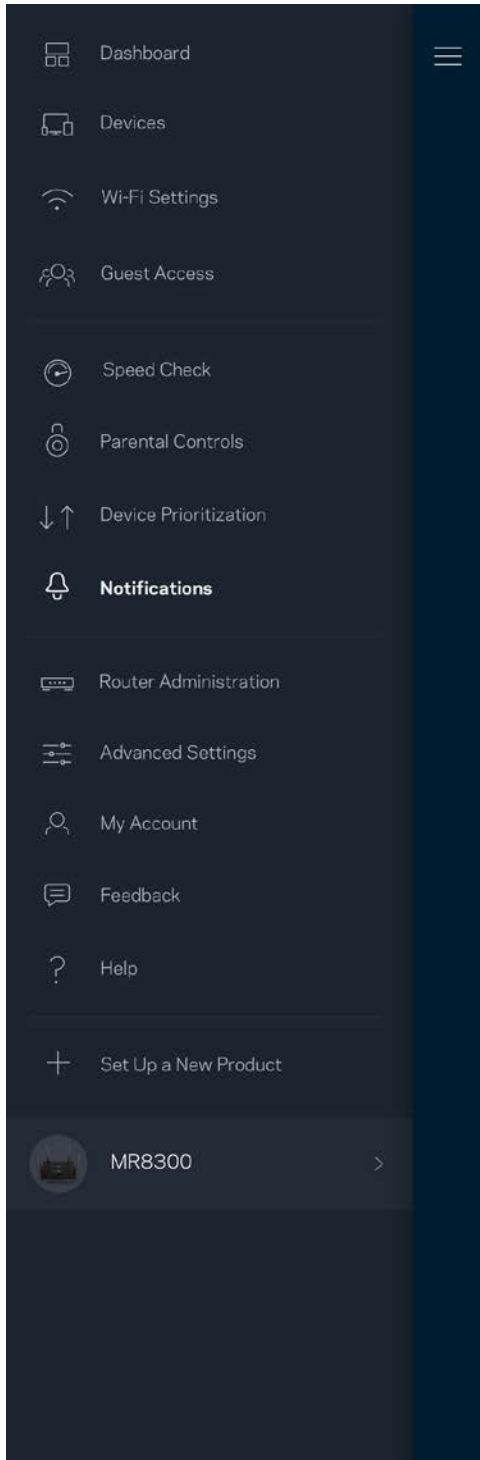 Dashboard
Devices
Wi-Fi Settings
Guest Access
Speed Check
Parental Controls
Device Prioritization
Notifications
Router Administration
Advanced Settings
My Account
Feedback
Help
Set Up a New Product
MR8300